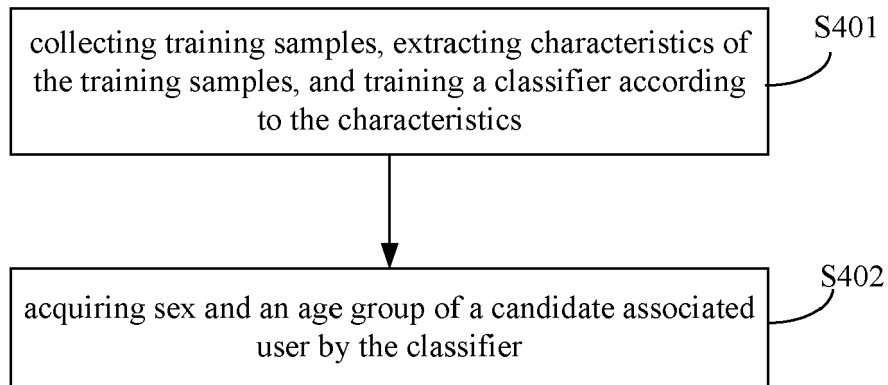 collecting training samples, extracting characteristics of
the training samples, and training a classifier according
to the characteristics
S401
acquiring sex and an age group of a candidate associated
user by the classifier
S402